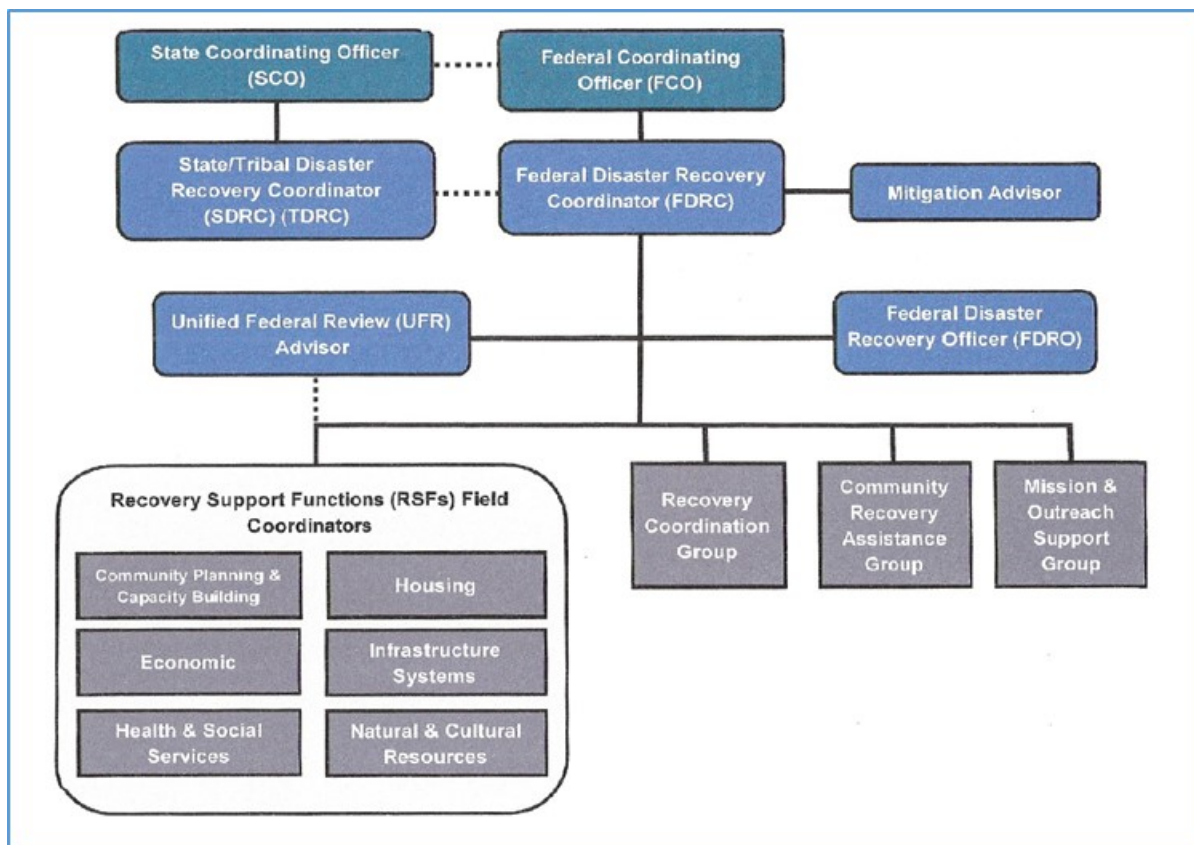 State Coordinating Officer
(SCO)
Federal Coordinating
Officer (FCO)
State/Tribal Disaster
Recovery Coordinator
(SDRC) (TDRC)
Federal Disaster Recovery
Coordinator (FDRC)
Mitigation Advisor
Unified Federal Review (UFR)
Advisor
Federal Disaster
Recovery Officer (FDRO)
Recovery Support Functions (RSFs) Field
Coordinators
Community Planning &
Capacity Building
Housing
Economic
Infrastructure
Systems
Health & Social
Services
Natural & Cultural
Resources
Recovery
Coordination
Group
Community
Recovery
Assistance
Group
Mission &
Outreach
Support
Group